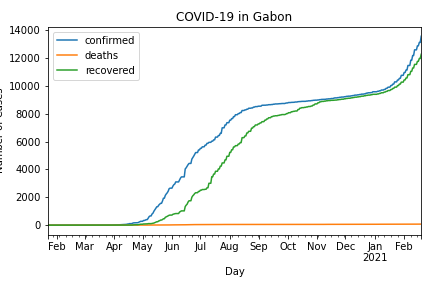 COVID-19 in Gabon
confirmed
deaths
recovered
14000
12000
10000
8000
6000
4000
2000
0
Feb Mar Apr May Jun Jul Aug Sep Oct Nov Dec Jan Feb
2021
Day